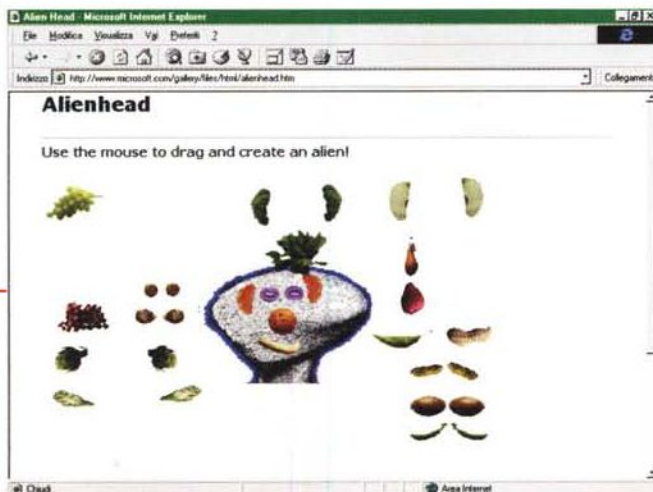 Alien Head - Microsoft Internet Explorer
File Modifica Visualizza Vai Preferiti ?
Indirizzo http://www.microsoft.com/gallery/files/html/alienhead.htm Collegamenti
Alienhead
Use the mouse to drag and create an alien!
Chiudi Area Internet